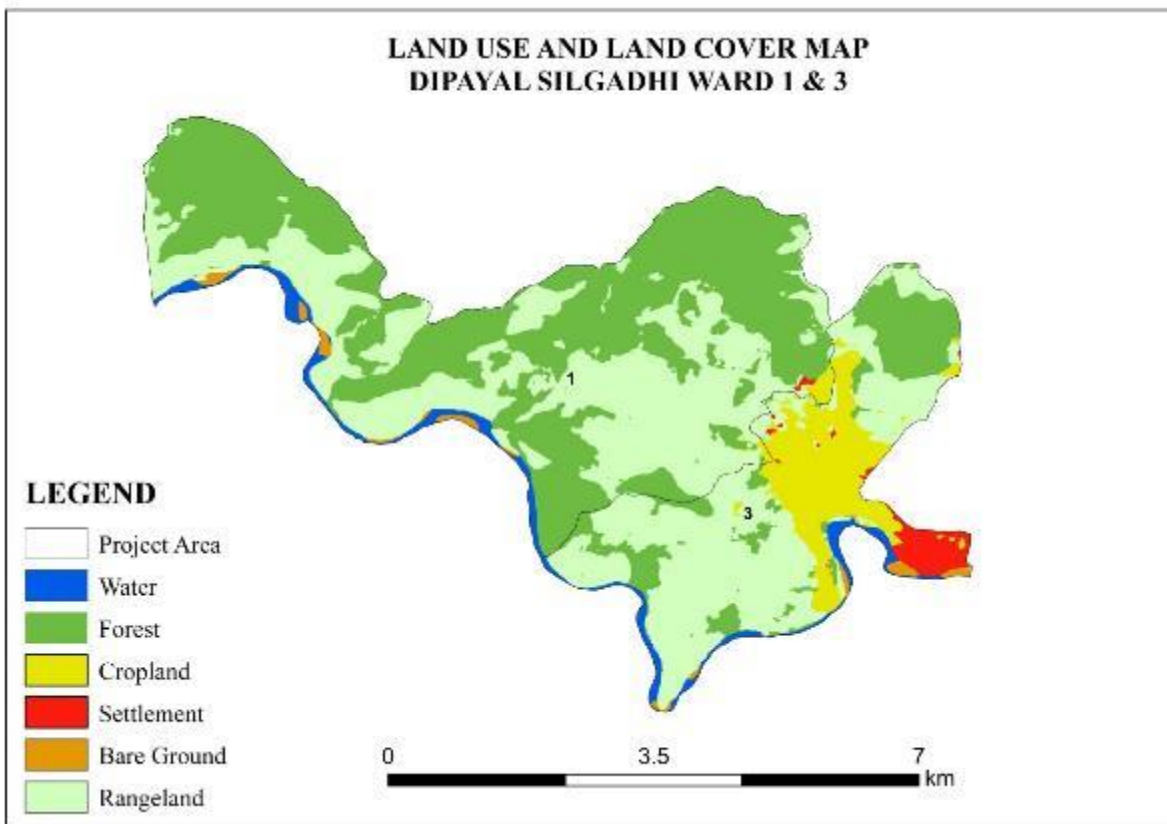 LAND USE AND LAND COVER MAP
DIPAYAL SILGADHI WARD 1 & 3
1
3
LEGEND
Project Area
Water
Forest
Cropland
Settlement
Bare Ground
Rangeland
0 3.5 7
km